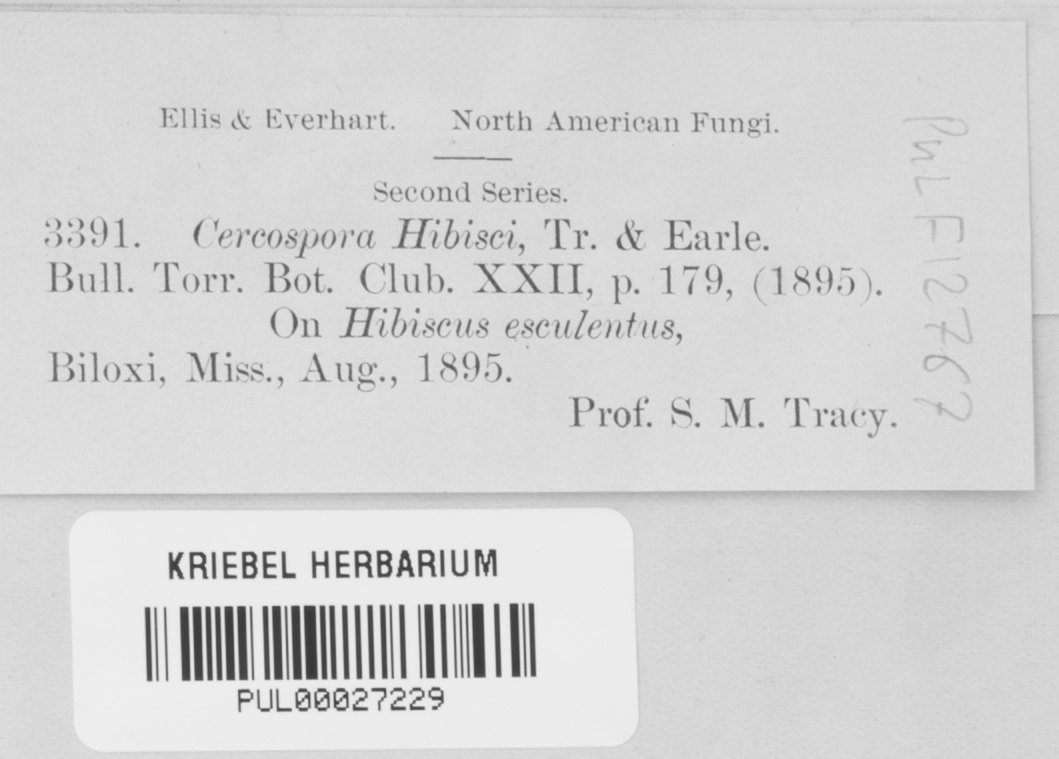 Ellis & Everhart. North American Fungi.
Second Series.
3391. Cercospora Hibisci, Tr. & Earle.
Bull. Torr. Bot. Club. XXII, p. 179, (1895).
On Hibiscus esculentus,
Biloxi, Miss., Aug., 1895.
Prof. S. M. Tracy.
PUL F12767
KRIEBEL HERBARIUM
PUL00027229